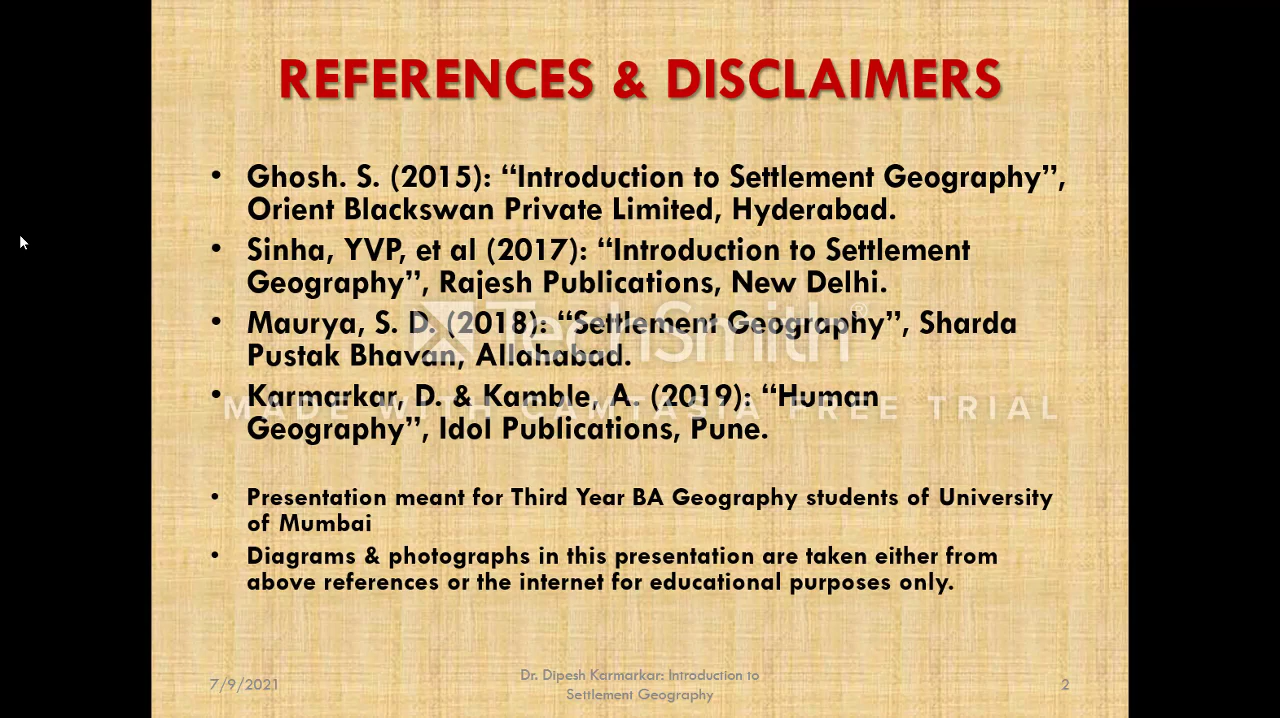 REFERENCES & DISCLAIMERS
• Ghosh. S. (2015): “Introduction to Settlement Geography”,
Orient Blackswan Private Limited, Hyderabad.
• Sinha, YVP, et al (2017): “Introduction to Settlement
Geography”, Rajesh Publications, New Delhi.
• Maurya, S. D. (2018): “Settlement Geography”, Sharda
Pustak Bhavan, Allahabad.
TechSmith®
• Karmarkar, D. & Kamble, A. (2019): “Human
Geography”, Idol Publications, Pune.
MADE WITH CAMTASIA FREE TRIAL
• Presentation meant for Third Year BA Geography students of University
of Mumbai
• Diagrams & photographs in this presentation are taken either from
above references or the internet for educational purposes only.
7/9/2021
Dr. Dipesh Karmarkar: Introduction to
Settlement Geography
2